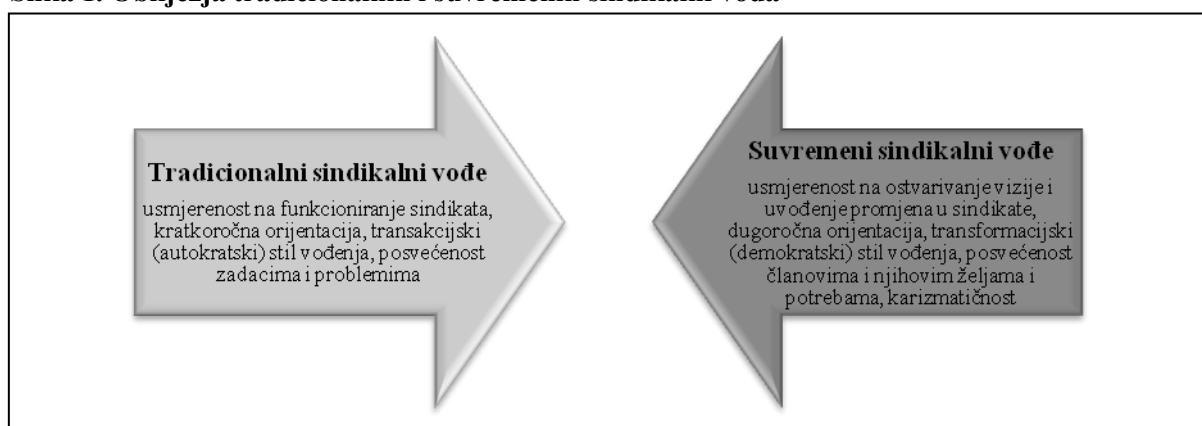 Tradicionalni sindikalni vođe
usmjerenost na funkcioniranje sindikata,
kratkoročna orijentacija, transakcijski
(autokratski) stil vođenja, posvećenost
zadacima i problemima
Suvremeni sindikalni vođe
usmjerenost na ostvarivanje vizije i
uvođenje promjena u sindikate,
dugoročna orijentacija, transformacijski
(demokratski) stil vođenja, posvećenost
članovima i njihovim željama i
potrebama, karizmatičnost